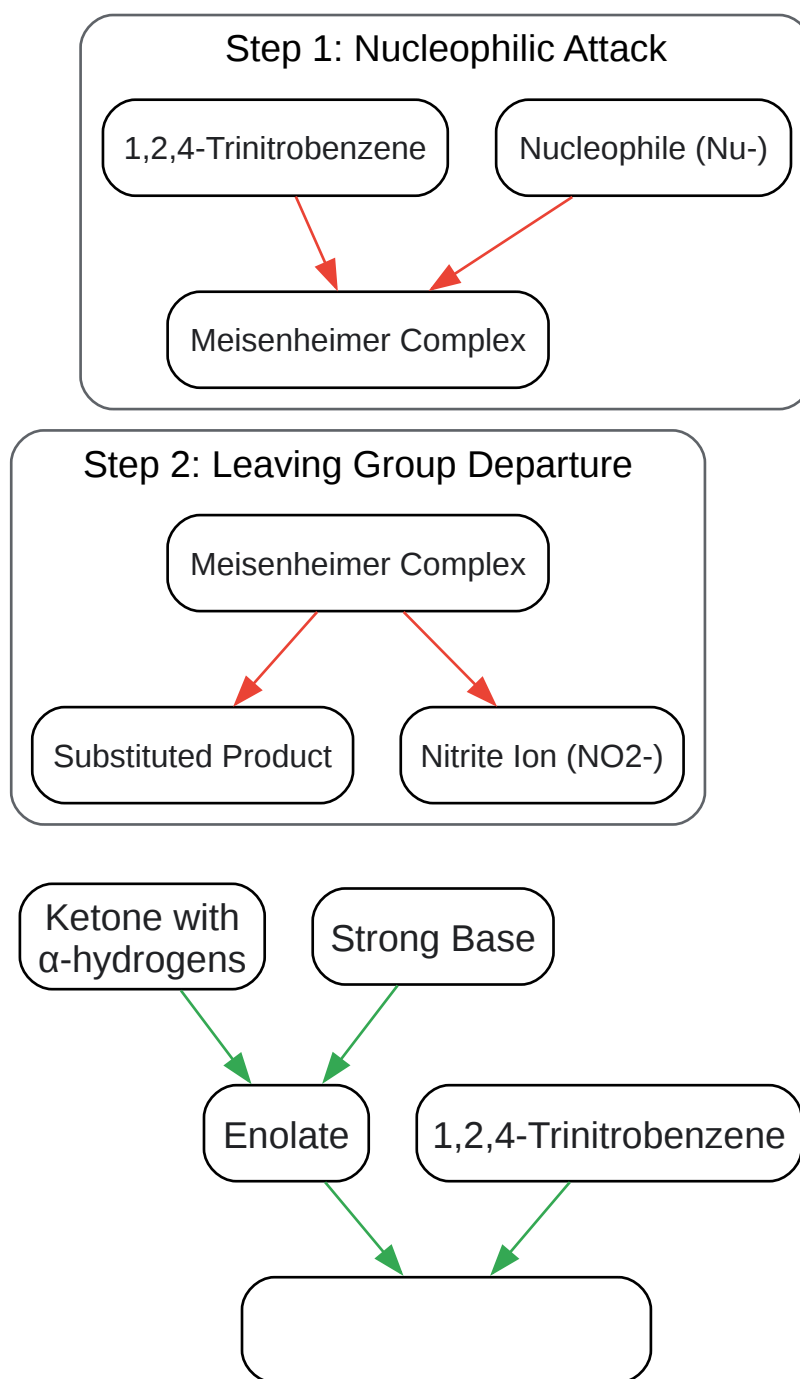 Step 1: Nucleophilic Attack
1,2,4-Trinitrobenzene
Nucleophile (Nu-)
Meisenheimer Complex
Step 2: Leaving Group Departure
Meisenheimer Complex
Substituted Product
Nitrite Ion (NO2-)
Ketone with
α-hydrogens
Strong Base
Enolate
1,2,4-Trinitrobenzene